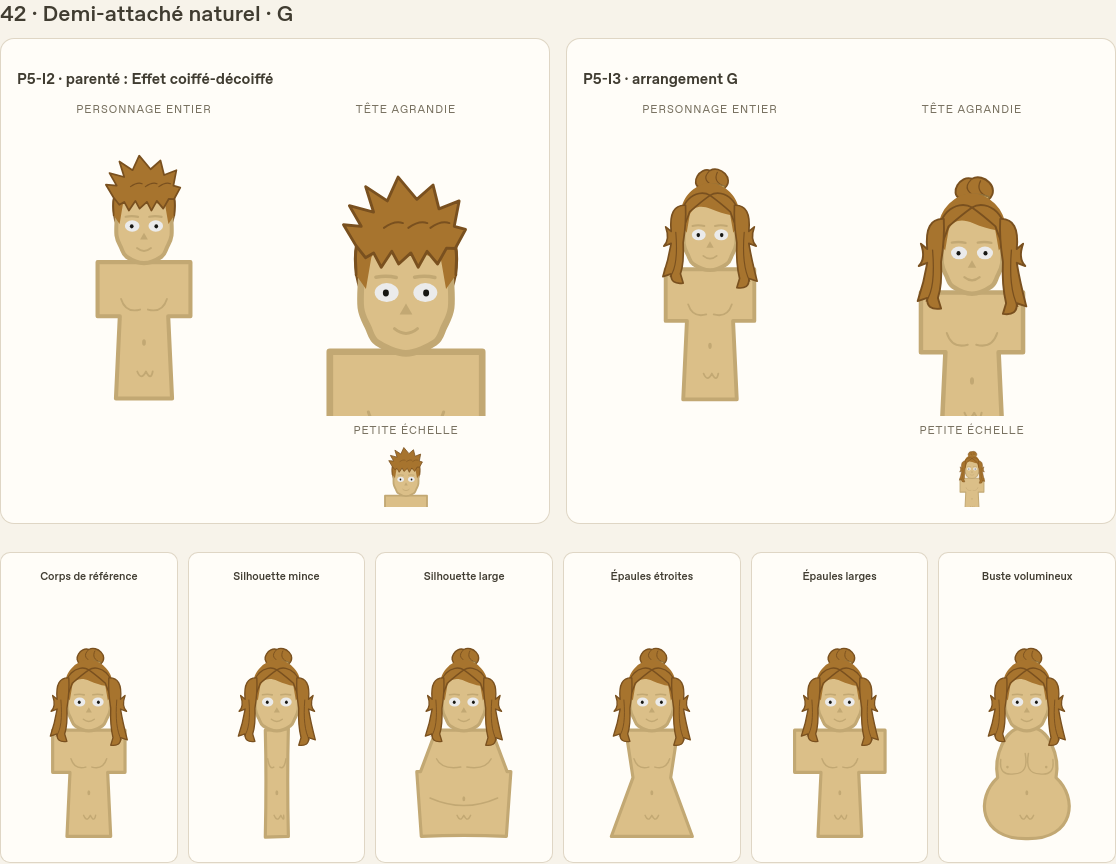 42 · Demi-attaché naturel · G
P5-I2 · parenté : Effet coiffé-décoiffé
PERSONNAGE ENTIER
TÊTE AGRANDIE
PETITE ÉCHELLE
P5-I3 · arrangement G
PERSONNAGE ENTIER
TÊTE AGRANDIE
PETITE ÉCHELLE
Corps de référence
Silhouette mince
Silhouette large
Épaules étroites
Épaules larges
Buste volumineux